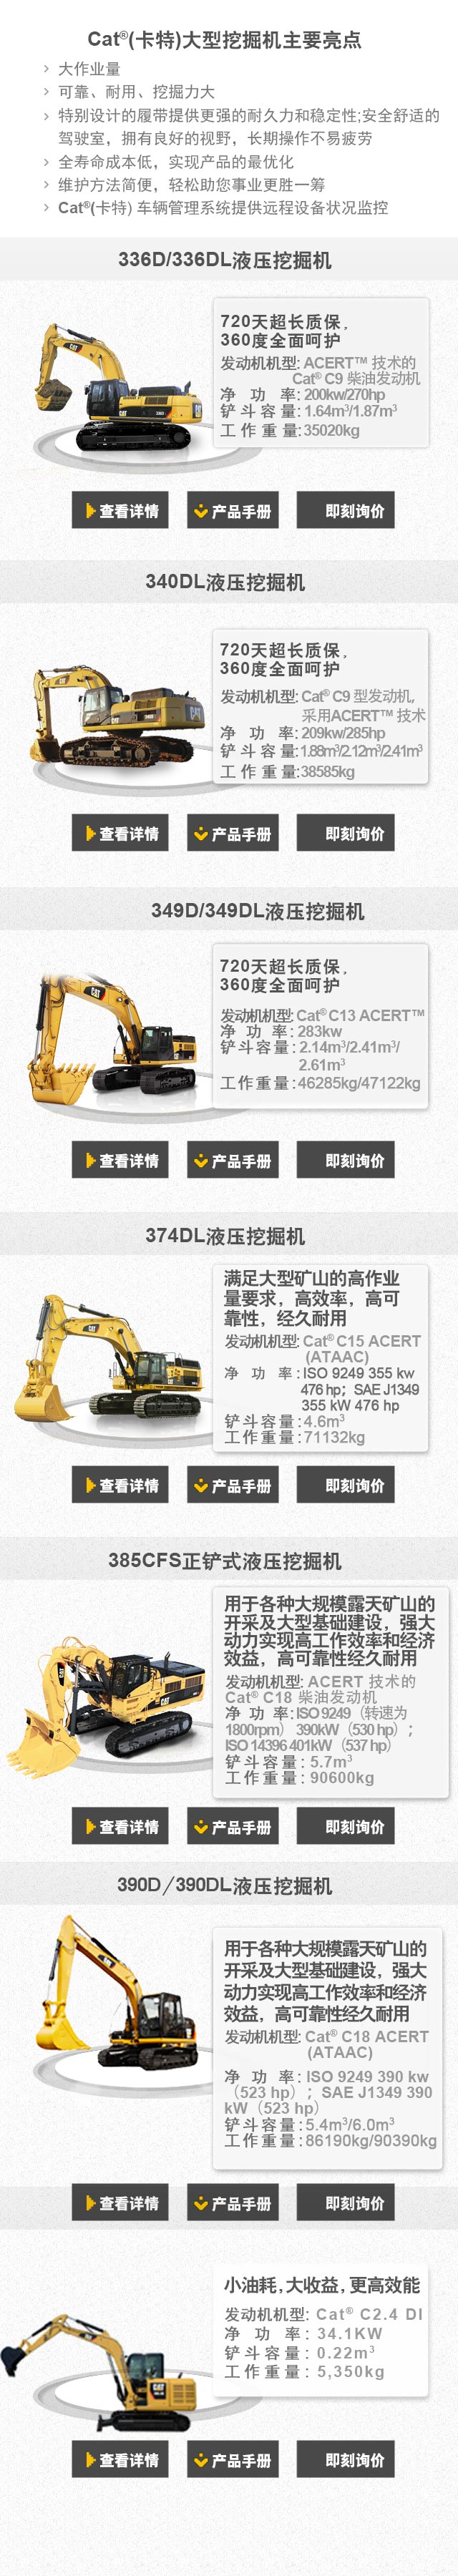 Cat®(卡特)大型挖掘机主要亮点
› 大作业量
› 可靠、耐用、挖掘力大
› 特别设计的履带提供更强的耐久力和稳定性;安全舒适的
驾驶室，拥有良好的视野，长期操作不易疲劳
› 全寿命成本低，实现产品的最优化
› 维护方法简便，轻松助您事业更胜一筹
› Cat®(卡特) 车辆管理系统提供远程设备状况监控
336D/336DL液压挖掘机
720天超长质保，
360度全面呵护
发动机机型: ACERT™ 技术的
Cat® C9 柴油发动机
净 功 率: 200kw/270hp
铲斗容量: 1.64m³/1.87m³
工作重量:35020kg
查看详情 产品手册 即刻询价
340DL液压挖掘机
720天超长质保，
360度全面呵护
发动机机型: Cat® C9 型发动机,
采用ACERT™ 技术
净 功 率: 209kw/285hp
铲斗容量:1.88m³/2.12m³/2.41m³
工作重量:38585kg
查看详情 产品手册 即刻询价
349D/349DL液压挖掘机
720天超长质保，
360度全面呵护
发动机机型: Cat® C13 ACERT™
净 功 率: 283kw
铲斗容量: 2.14m³/2.41m³/
2.61m³
工作重量:46285kg/47122kg
查看详情 产品手册 即刻询价
374DL液压挖掘机
满足大型矿山的高作业
量要求，高效率，高可
靠性，经久耐用
发动机机型: Cat® C15 ACERT
(ATAAC)
净 功 率: ISO 9249 355 kw
476 hp；SAE J1349
355 kW 476 hp
铲斗容量:4.6m³
工作重量:71132kg
查看详情 产品手册 即刻询价
385CFS正铲式液压挖掘机
用于各种大规模露天矿山的
开采及大型基础建设，强大
动力实现高工作效率和经济
效益，高可靠性经久耐用
发动机机型: ACERT 技术的
Cat® C18 柴油发动机
净 功 率: ISO 9249（转速为
1800rpm） 390kW（530 hp）；
ISO 14396 401kW（537 hp）
铲斗容量: 5.7m³
工作重量: 90600kg
查看详情 产品手册 即刻询价
390D/390DL液压挖掘机
用于各种大规模露天矿山的
开采及大型基础建设，强大
动力实现高工作效率和经济
效益，高可靠性经久耐用
发动机机型: Cat® C18 ACERT
(ATAAC)
净 功 率: ISO 9249 390 kw
（523 hp）；SAE J1349 390
kW（523 hp）
铲斗容量:5.4m³/6.0m³
工作重量:86190kg/90390kg
查看详情 产品手册 即刻询价
小油耗,大收益,更高效能
发动机机型: Cat® C2.4 DI
净 功 率: 34.1KW
铲斗容量: 0.22m³
工作重量: 5,350kg
查看详情 产品手册 即刻询价